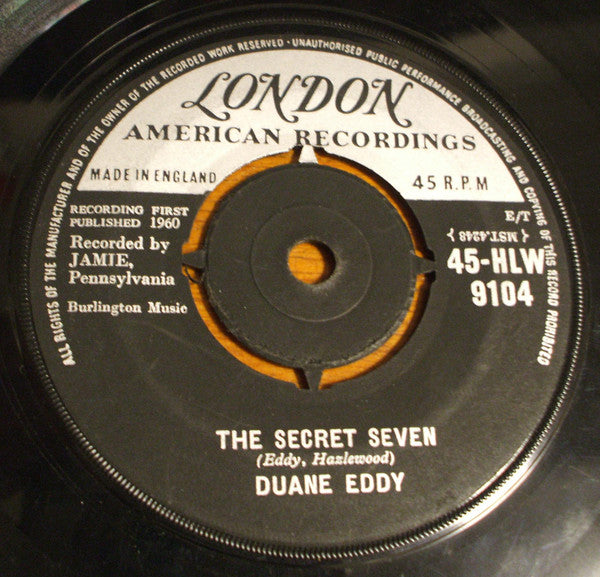 ALL RIGHTS OF THE MANUFACTURER AND OF THE OWNER OF THE RECORDED WORK RESERVED · UNAUTHORISED PUBLIC PERFORMANCE BROADCASTING AND COPYING OF THIS RECORD PROHIBITED
LONDON
AMERICAN RECORDINGS
MADE IN ENGLAND
45 R.P.M
RECORDING FIRST
PUBLISHED 1960
Recorded by
JAMIE,
Pennsylvania
Burlington Music
E/T
{ MST.4248 }
45-HLW
9104
THE SECRET SEVEN
(Eddy, Hazlewood)
DUANE EDDY